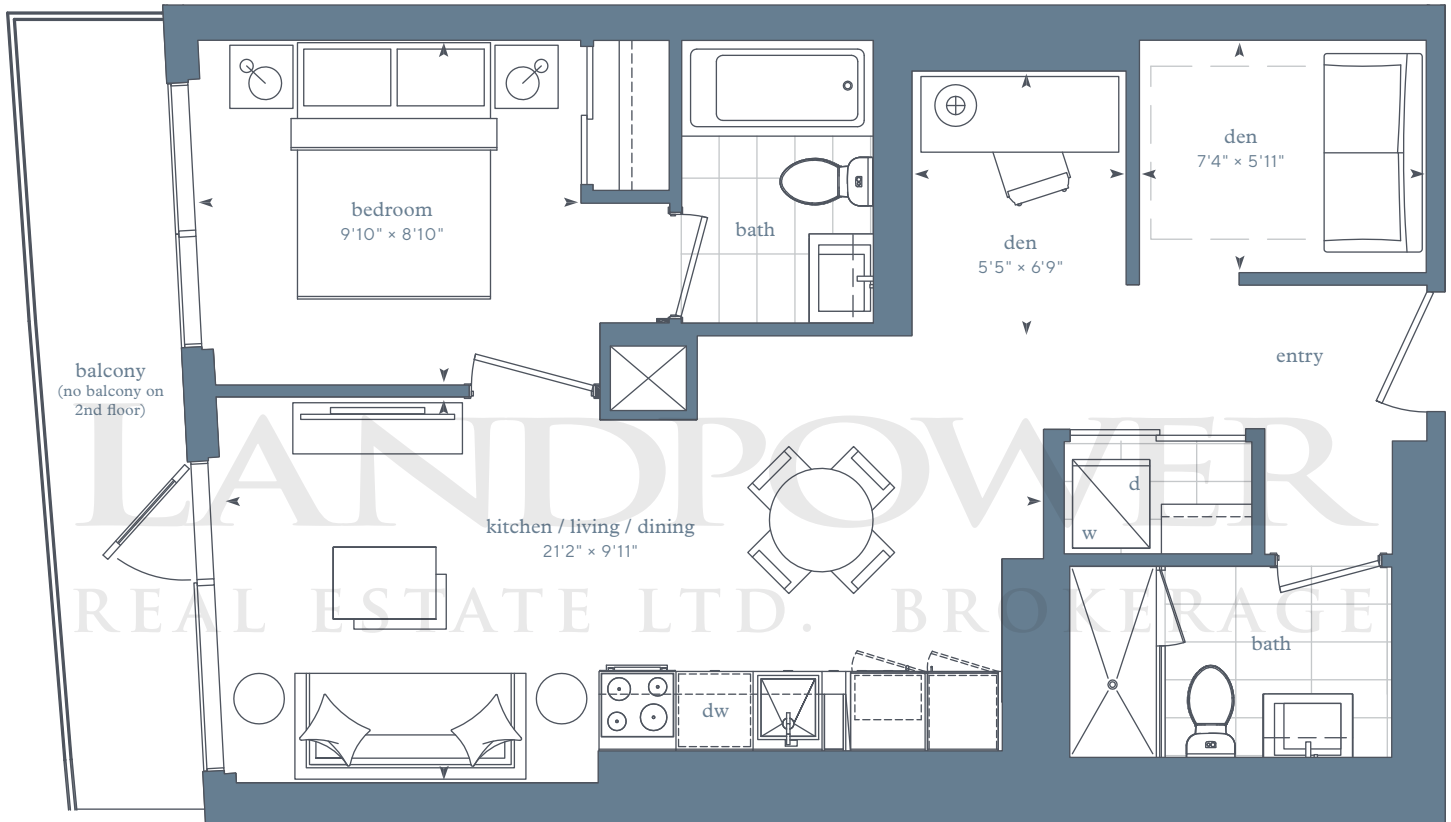 den
7'4" × 5'11"
bedroom
9'10" × 8'10"
bath
den
5'5" × 6'9"
entry
balcony
(no balcony on
2nd floor)
LANDPOWER
d
w
kitchen / living / dining
21'2" × 9'11"
REAL ESTATE LTD. BROKERAGE
bath
dw